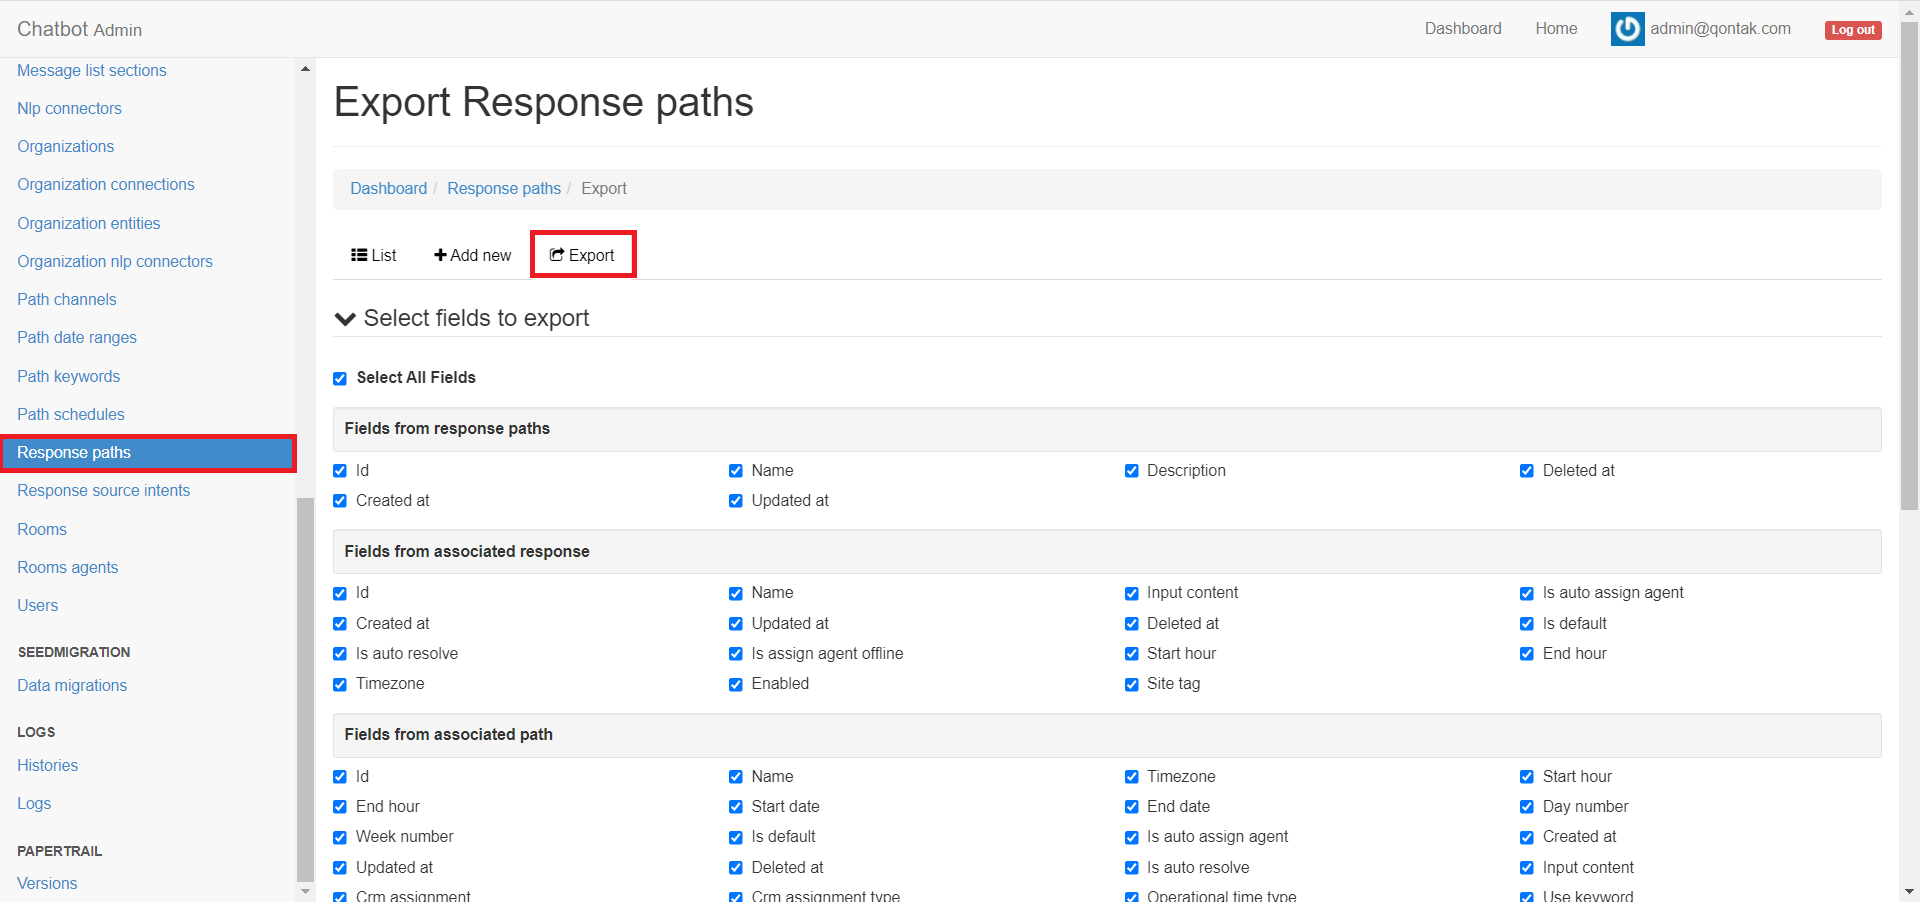 Chatbot Admin
Dashboard Home admin@qontak.com Log out
Message list sections
Nlp connectors
Organizations
Organization connections
Organization entities
Organization nlp connectors
Path channels
Path date ranges
Path keywords
Path schedules
Response paths
Response source intents
Rooms
Rooms agents
Users
SEEDMIGRATION
Data migrations
LOGS
Histories
Logs
PAPERTRAIL
Versions
Export Response paths
Dashboard / Response paths / Export
List Add new Export
Select fields to export
Select All Fields
Fields from response paths
Id Name Description Deleted at
Created at Updated at
Fields from associated response
Id Name Input content Is auto assign agent
Created at Updated at Deleted at Is default
Is auto resolve Is assign agent offline Start hour End hour
Timezone Enabled Site tag
Fields from associated path
Id Name Timezone Start hour
End hour Start date End date Day number
Week number Is default Is auto assign agent Created at
Updated at Deleted at Is auto resolve Input content
Crm assignment Crm assignment type Operational time type Use keyword